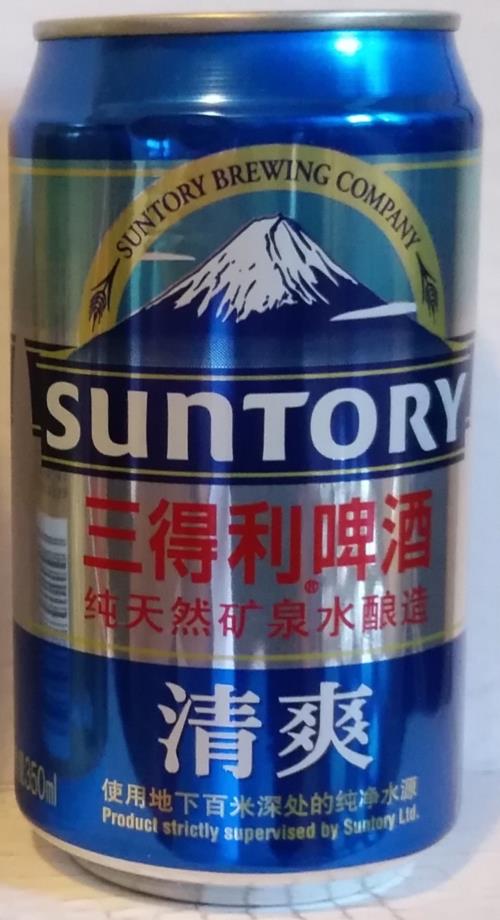 SUNTORY BREWING COMPANY
SUNTORY
三得利啤酒®
纯天然矿泉水酿造
清爽
350ml
使用地下百米深处的纯净水源
Product strictly supervised by Suntory Ltd.